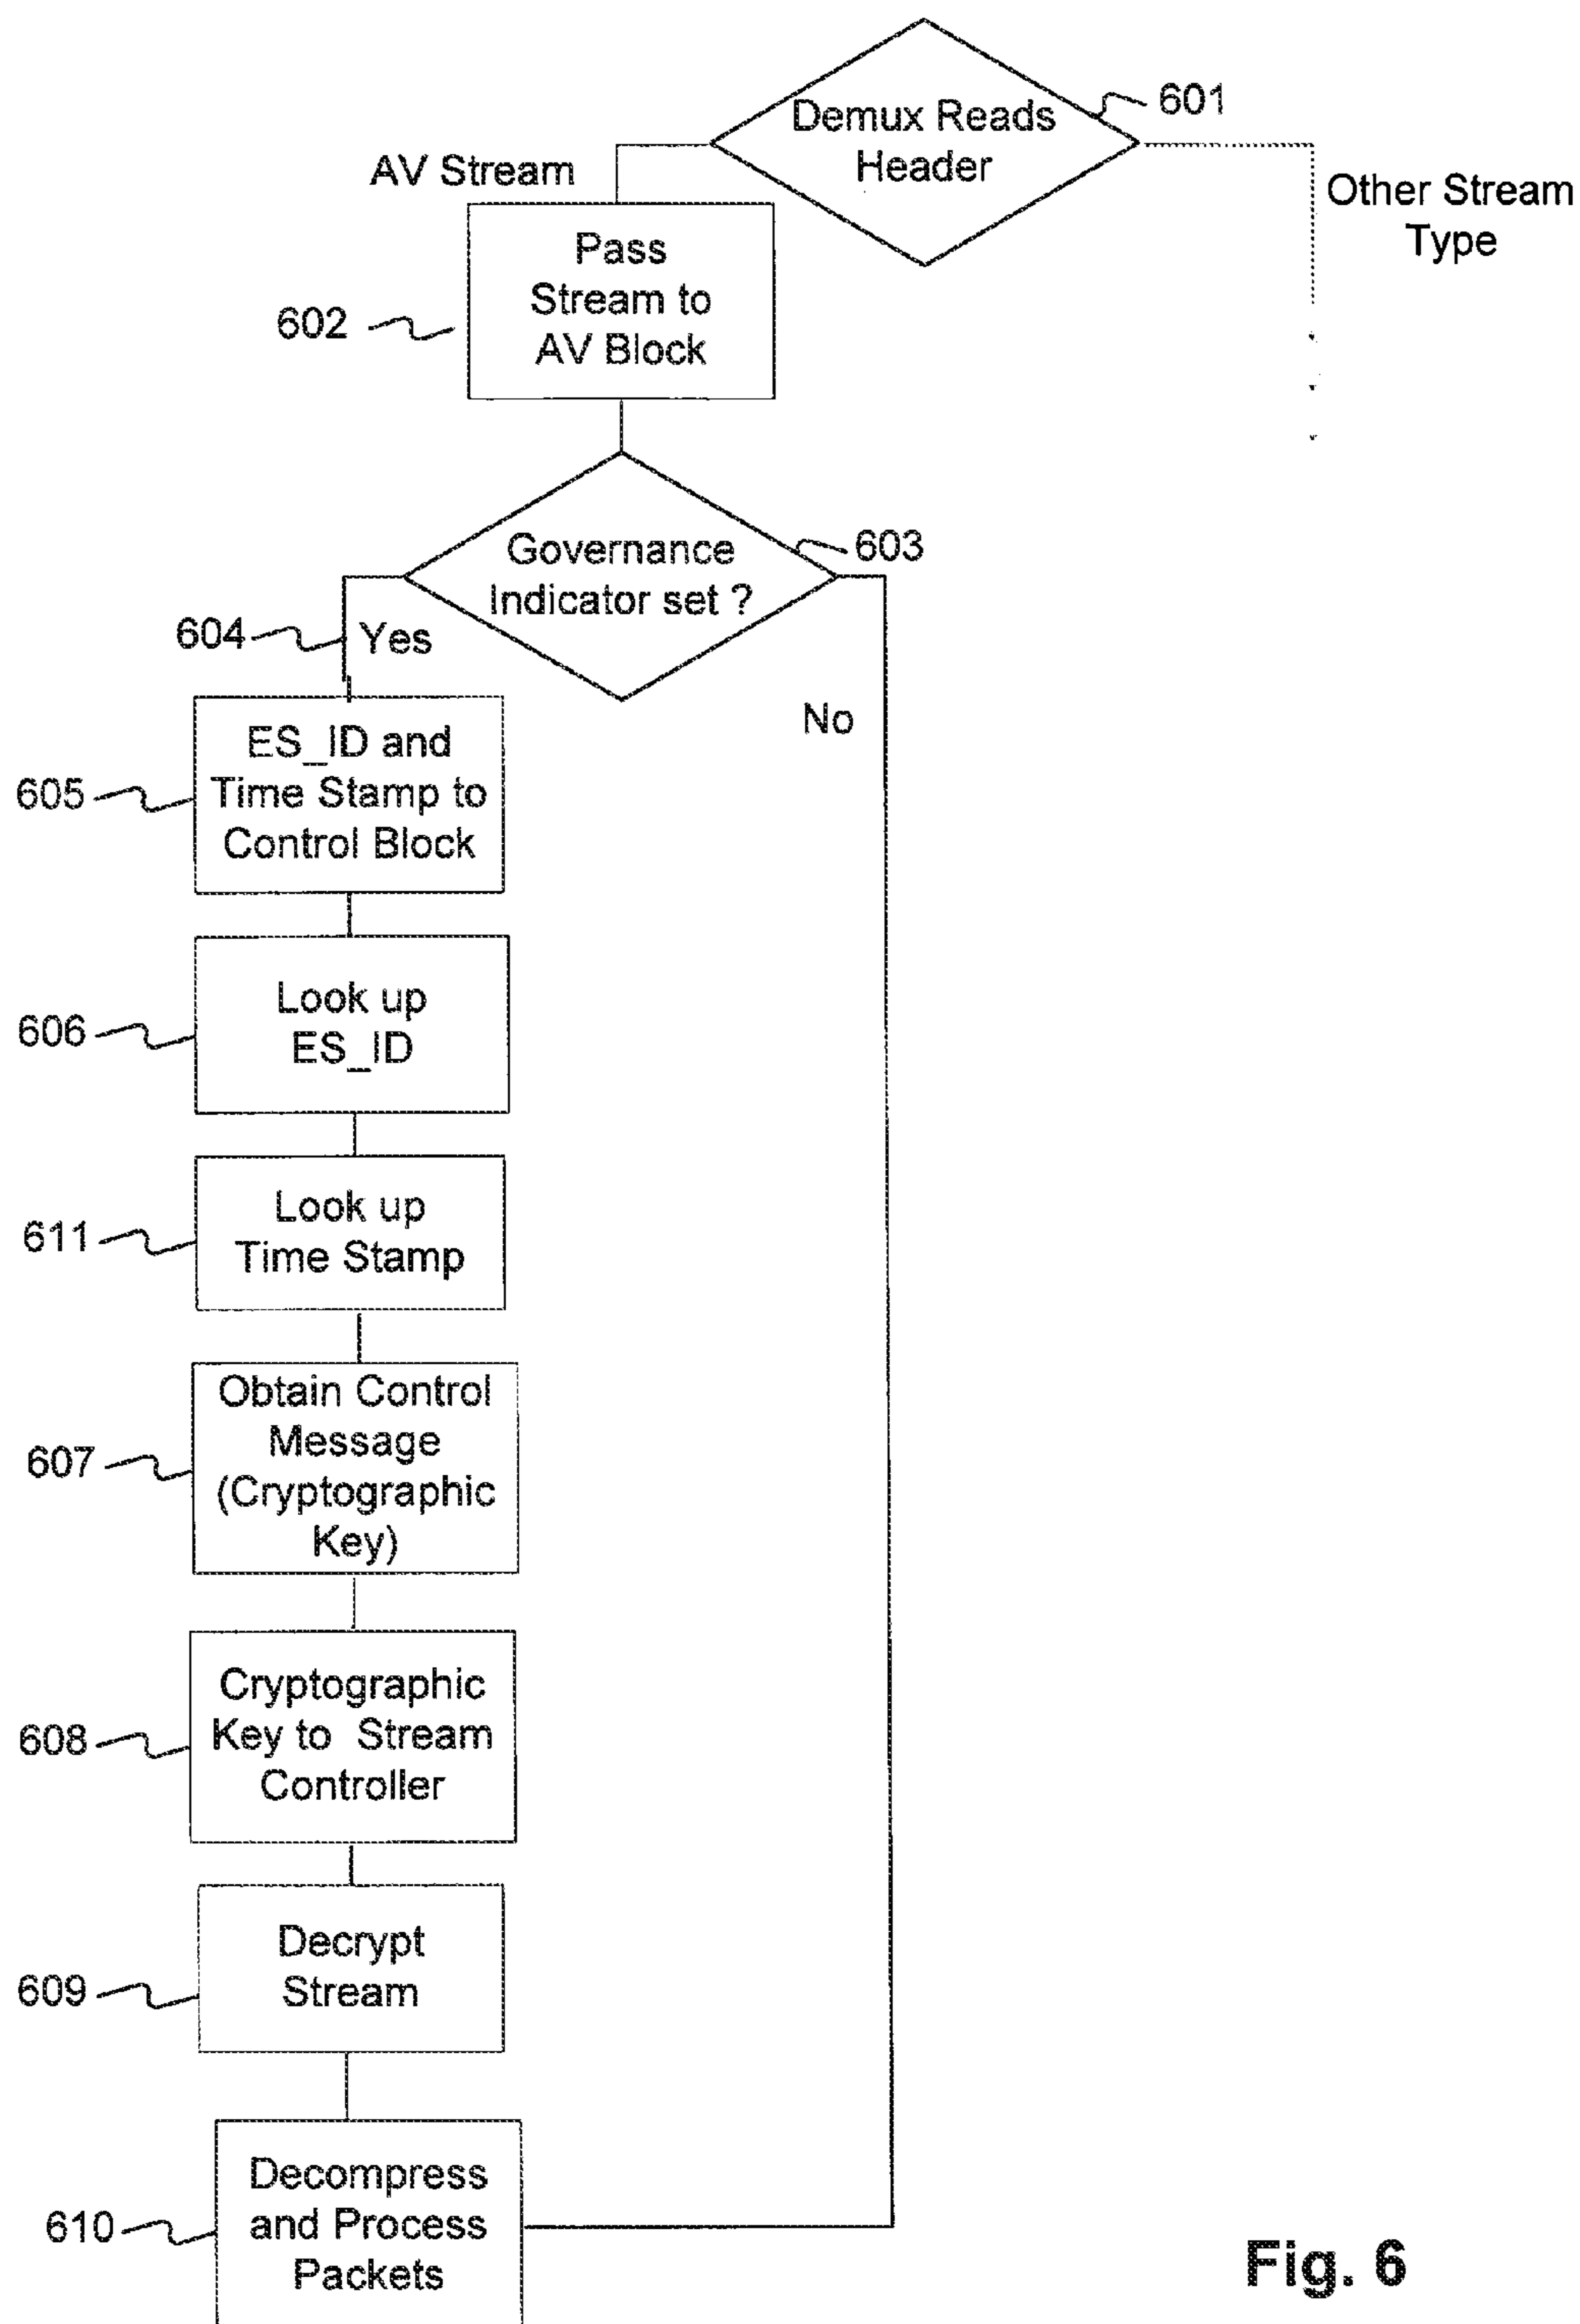 Demux Reads
Header
601
AV Stream
Other Stream
Type
Pass
Stream to
AV Block
602
Governance
Indicator set ?
603
604
Yes
No
ES_ID and
Time Stamp to
Control Block
605
Look up
ES_ID
606
Look up
Time Stamp
611
Obtain Control
Message
(Cryptographic
Key)
607
Cryptographic
Key to Stream
Controller
608
Decrypt
Stream
609
Decompress
and Process
Packets
610
Fig. 6